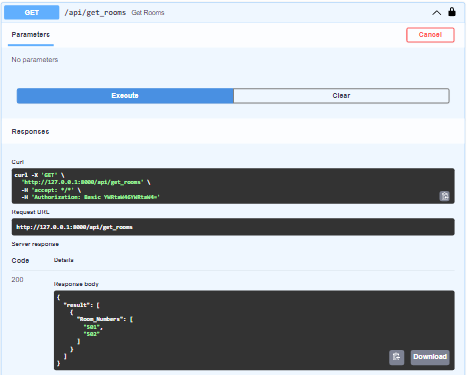 GET /api/get_rooms Get Rooms
Parameters
Cancel
No parameters
Execute
Clear
Responses
Curl
curl -X 'GET' \
'http://127.0.0.1:8000/api/get_rooms' \
-H 'accept: */*' \
-H 'Authorization: Basic YWRtaW46YWRtaW4='
Request URL
http://127.0.0.1:8000/api/get_rooms
Server response
Code Details
200
Response body
{
"result": [
{
"Room_Numbers": [
"501",
"502"
]
}
]
}
Download